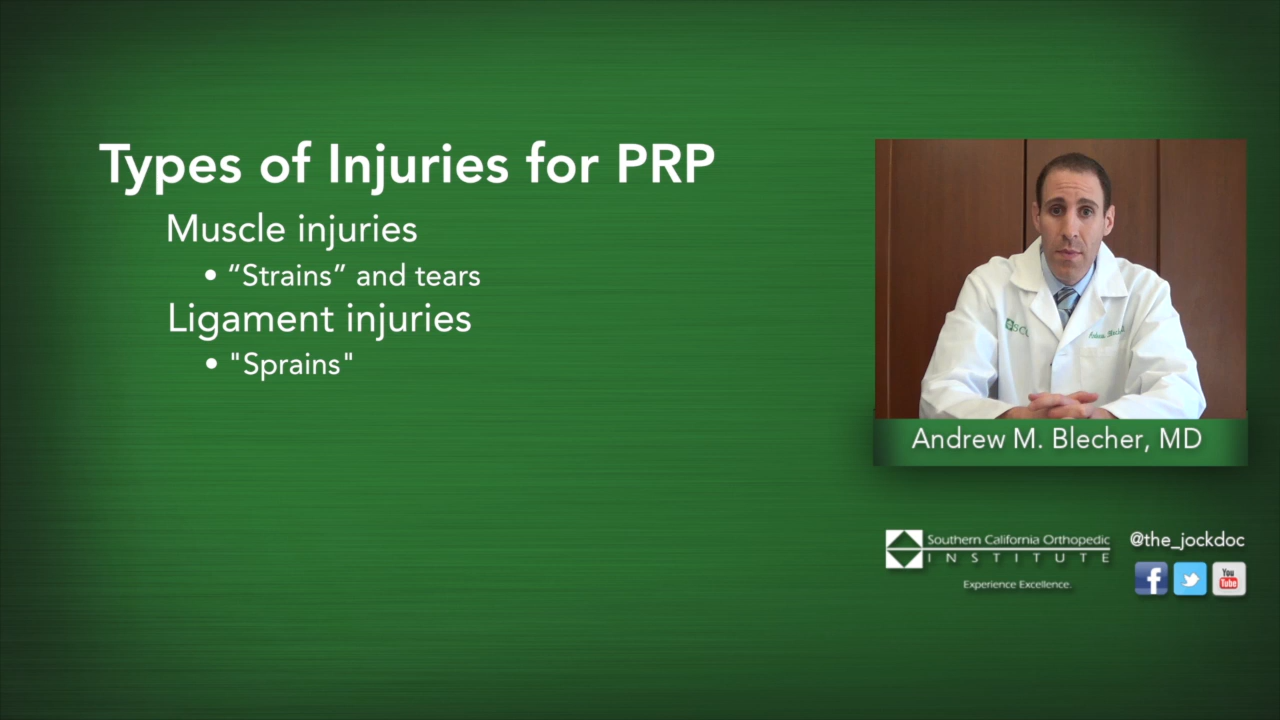 Types of Injuries for PRP
Muscle injuries
• “Strains” and tears
Ligament injuries
• "Sprains"
Andrew M. Blecher, MD
Southern California Orthopedic
INSTITUTE
Experience Excellence.
@the_jockdoc
f
You
Tube